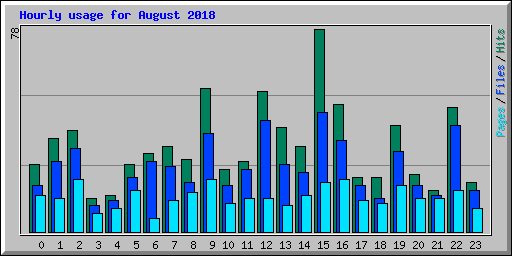 Hourly usage for August 2018
78
Pages/Files/Hits
0 1 2 3 4 5 6 7 8 9 10 11 12 13 14 15 16 17 18 19 20 21 22 23